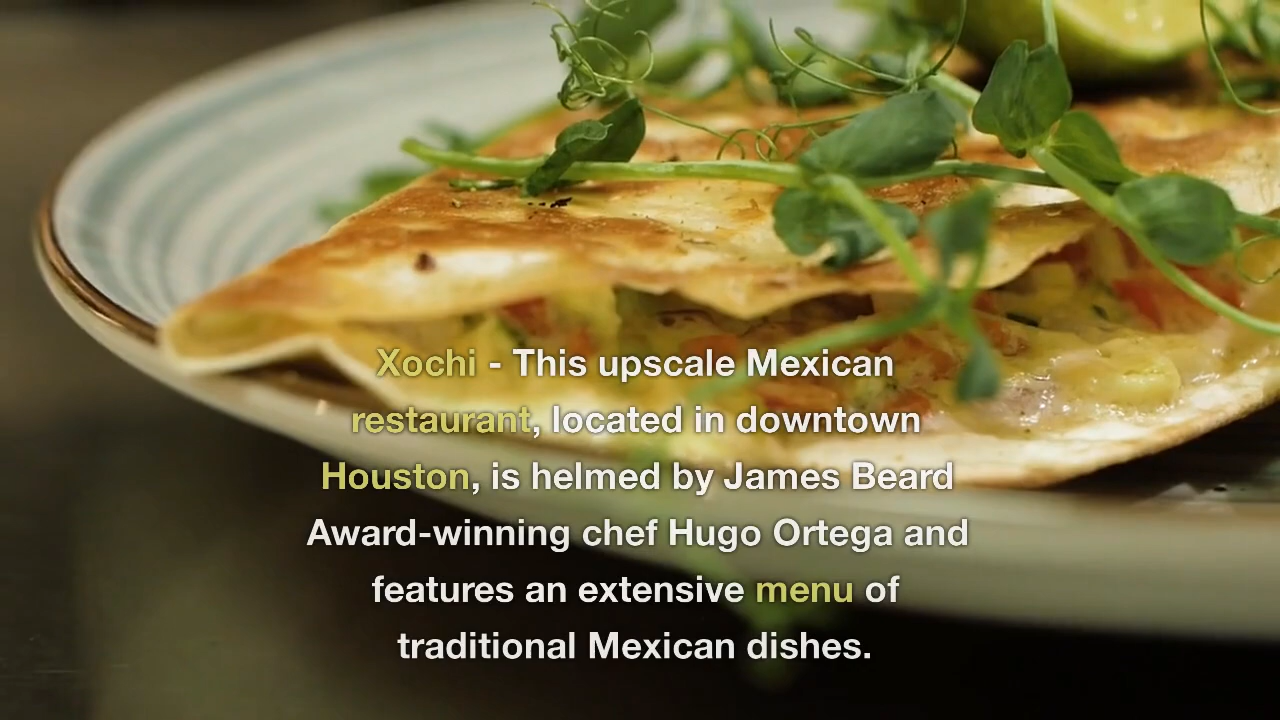 Xochi - This upscale Mexican
restaurant, located in downtown
Houston, is helmed by James Beard
Award-winning chef Hugo Ortega and
features an extensive menu of
traditional Mexican dishes.